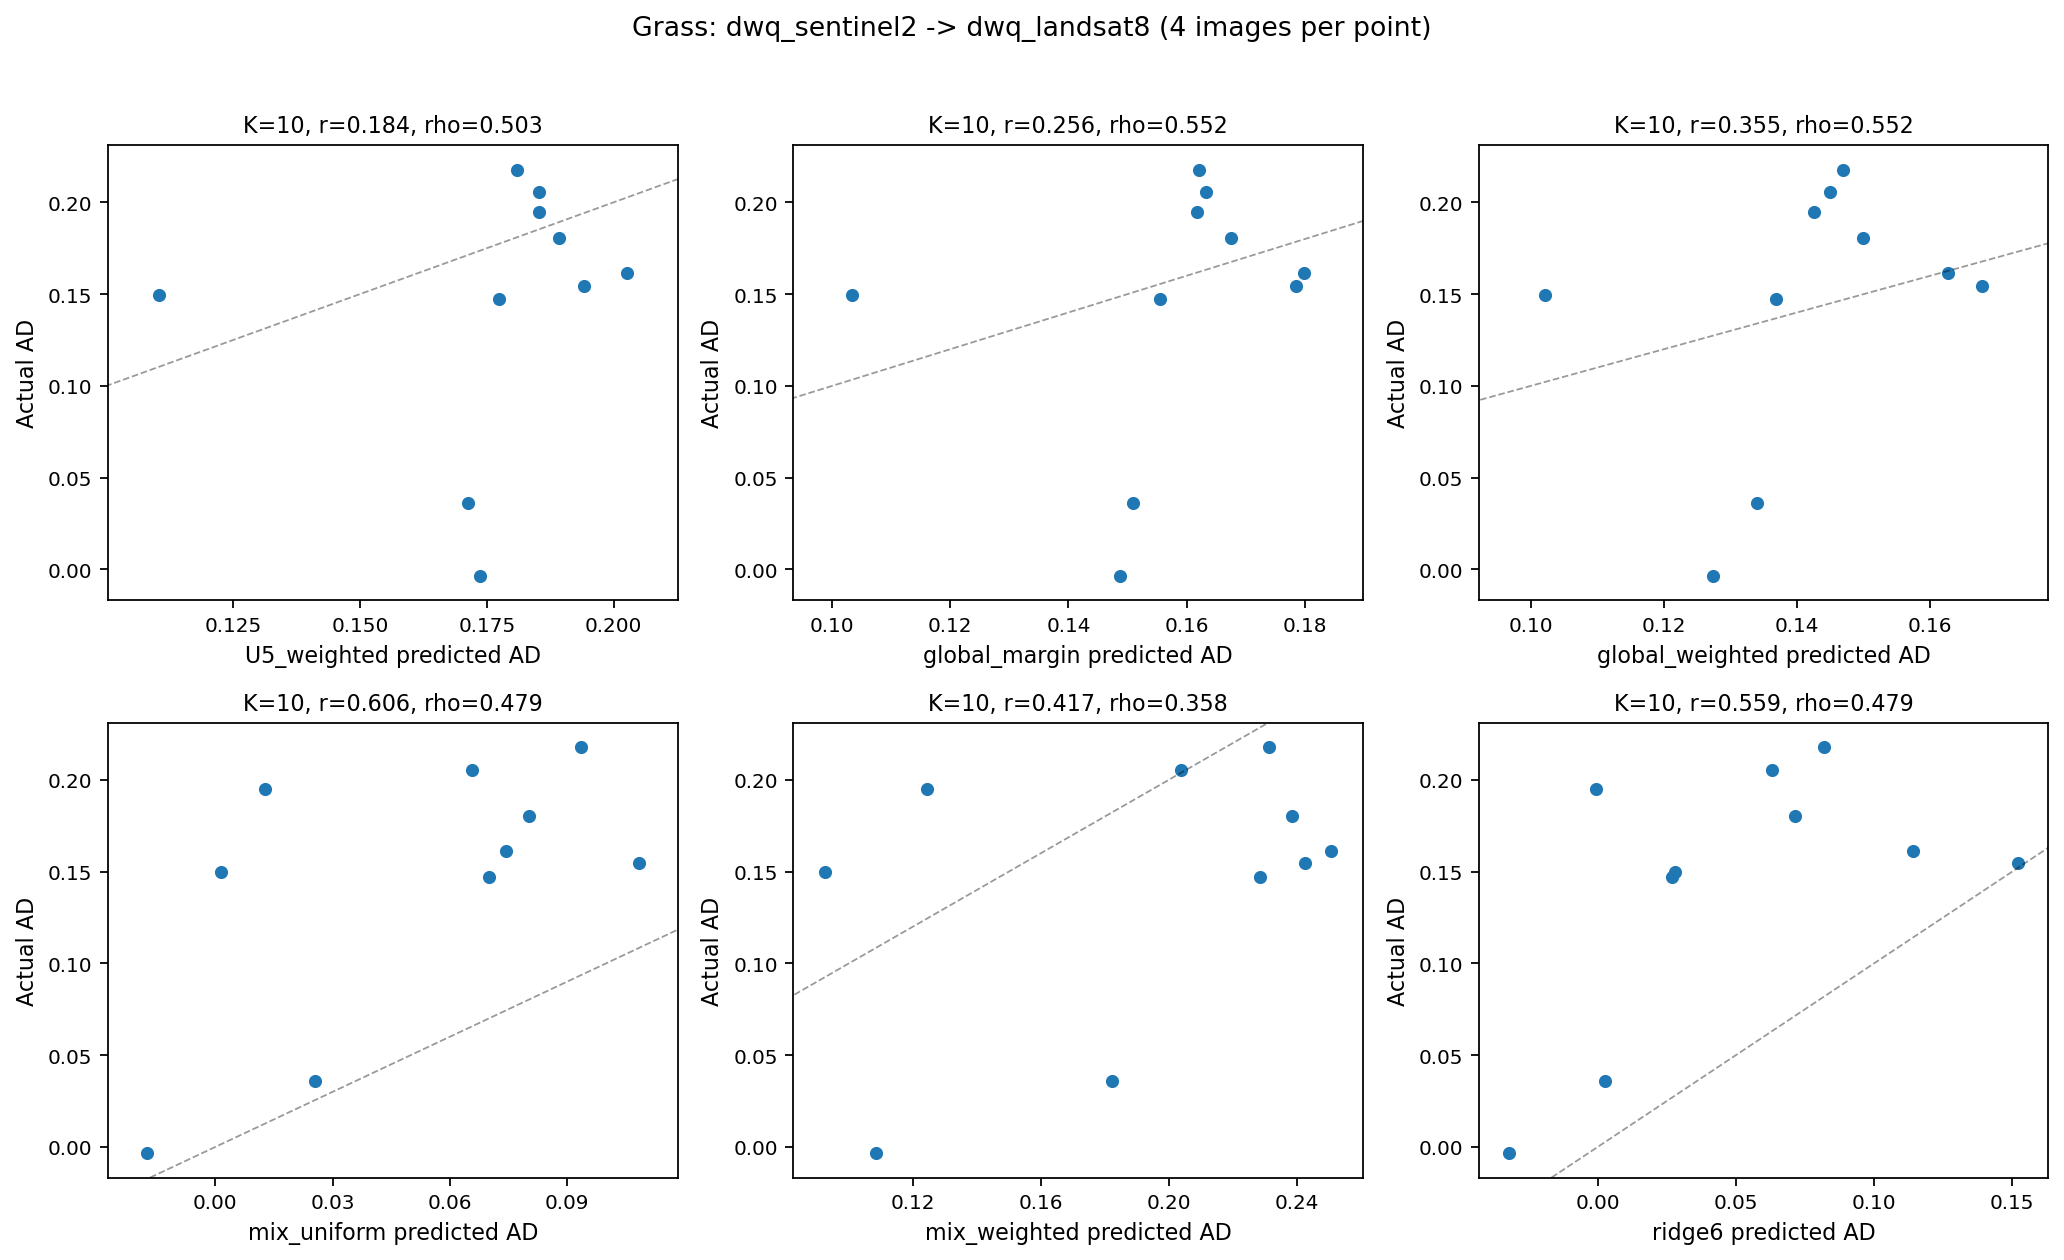 Grass: dwq_sentinel2 -> dwq_landsat8 (4 images per point)
K=10, r=0.184, rho=0.503
K=10, r=0.256, rho=0.552
K=10, r=0.355, rho=0.552
Actual AD
0.20
0.15
0.10
0.05
0.00
0.125 0.150 0.175 0.200
U5_weighted predicted AD
Actual AD
0.20
0.15
0.10
0.05
0.00
0.10 0.12 0.14 0.16 0.18
global_margin predicted AD
Actual AD
0.20
0.15
0.10
0.05
0.00
0.10 0.12 0.14 0.16
global_weighted predicted AD
K=10, r=0.606, rho=0.479
K=10, r=0.417, rho=0.358
K=10, r=0.559, rho=0.479
Actual AD
0.20
0.15
0.10
0.05
0.00
0.00 0.03 0.06 0.09
mix_uniform predicted AD
Actual AD
0.20
0.15
0.10
0.05
0.00
0.12 0.16 0.20 0.24
mix_weighted predicted AD
Actual AD
0.20
0.15
0.10
0.05
0.00
0.00 0.05 0.10 0.15
ridge6 predicted AD